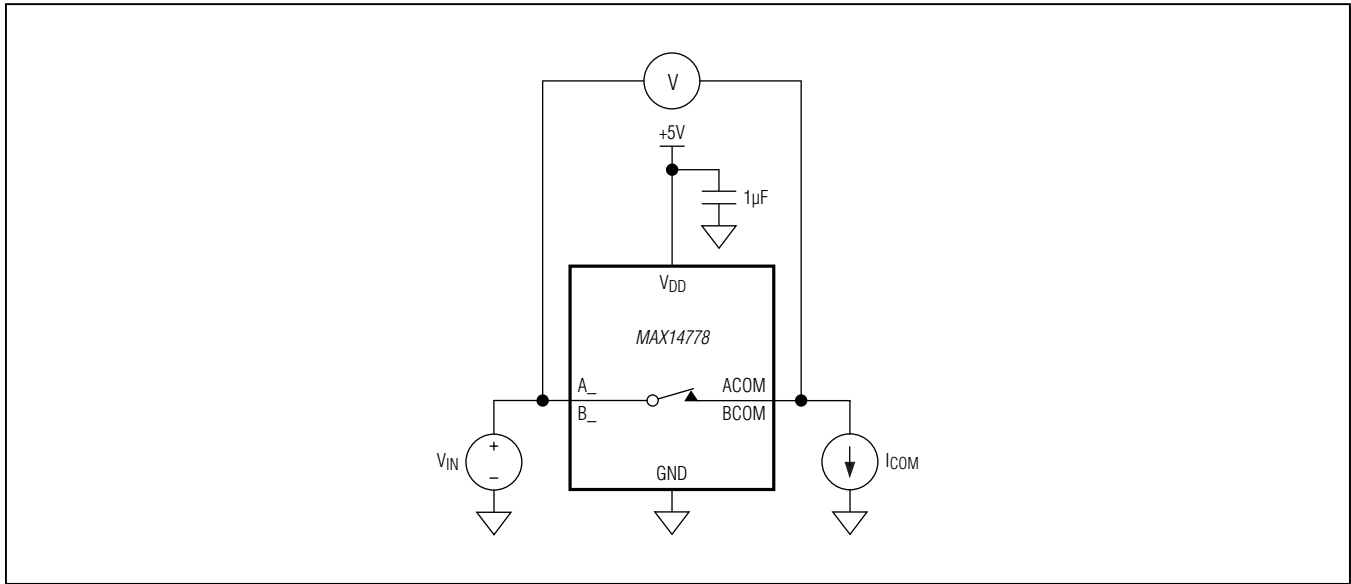 V
+5V
1µF
VDD
MAX14778
A_ ACOM
B_ BCOM
VIN
+
−
ICOM
GND